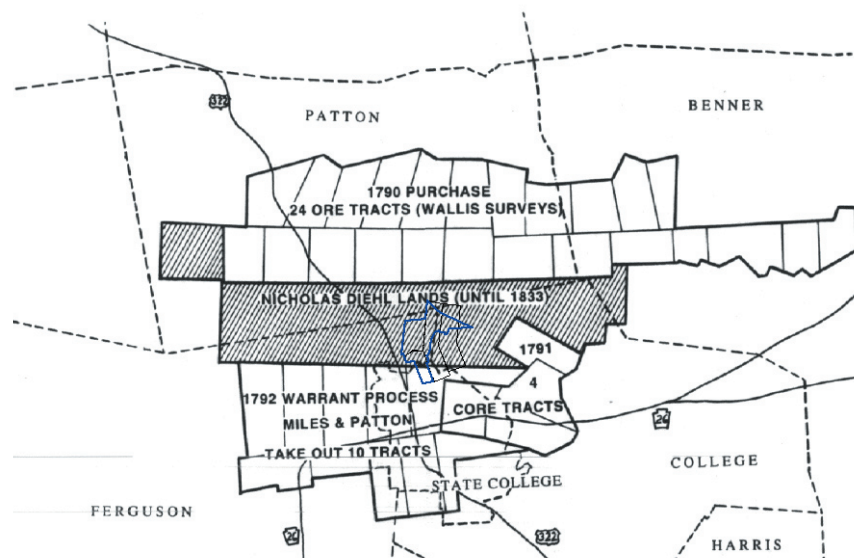 322
PATTON
BENNER
1790 PURCHASE
24 ORE TRACTS (WALLIS SURVEYS)
NICHOLAS DIEHL LANDS (UNTIL 1833)
1791
4
CORE TRACTS
1792 WARRANT PROCESS
MILES & PATTON
TAKE OUT 10 TRACTS
26
COLLEGE
STATE COLLEGE
FERGUSON
26
322
HARRIS